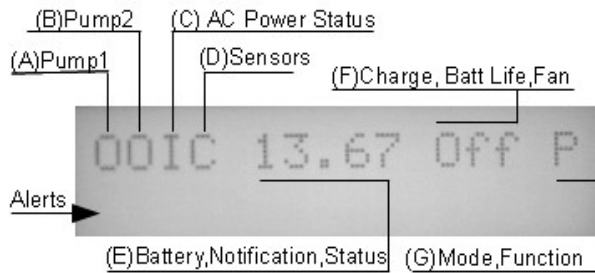 (B)Pump2 (C) AC Power Status
(A)Pump1 (D)Sensors
(F)Charge, Batt Life,Fan
OOIC 13.67 Off P
Alerts
(E)Battery,Notification,Status (G)Mode,Function